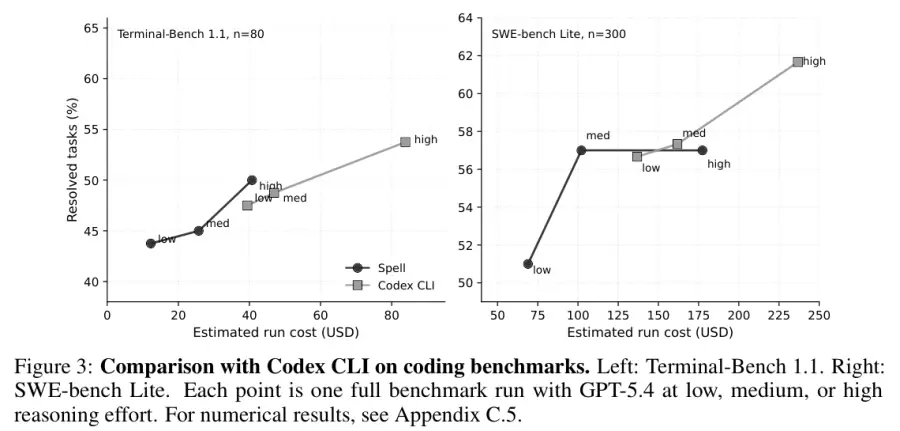 Terminal-Bench 1.1, n=80
65
60
55
50
45
40
Resolved tasks (%)
high
high
low
med
med
low
Spell
Codex CLI
0 20 40 60 80
Estimated run cost (USD)
SWE-bench Lite, n=300
64
62
60
58
56
54
52
50
high
med
med
low
high
low
50 75 100 125 150 175 200 225 250
Estimated run cost (USD)
Figure 3: Comparison with Codex CLI on coding benchmarks. Left: Terminal-Bench 1.1. Right:
SWE-bench Lite. Each point is one full benchmark run with GPT-5.4 at low, medium, or high
reasoning effort. For numerical results, see Appendix C.5.